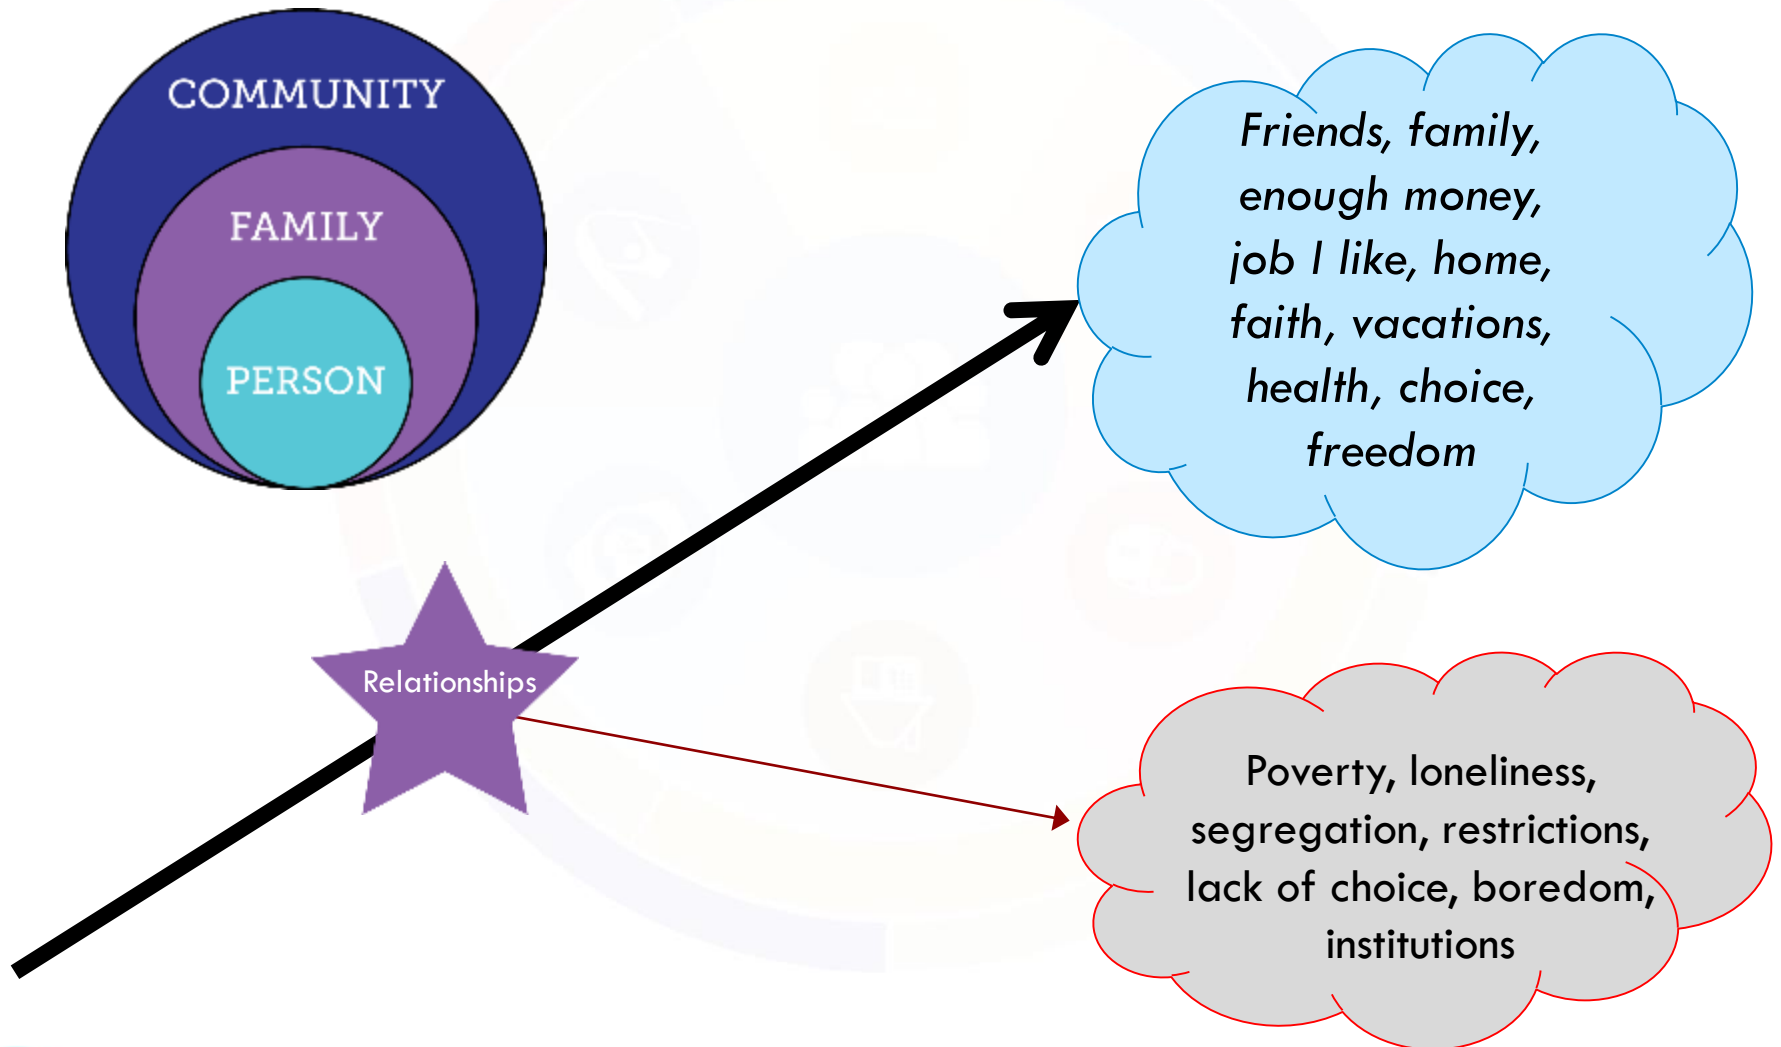 COMMUNITY
FAMILY
PERSON
Friends, family,
enough money,
job I like, home,
faith, vacations,
health, choice,
freedom
Relationships
Poverty, loneliness,
segregation, restrictions,
lack of choice, boredom,
institutions